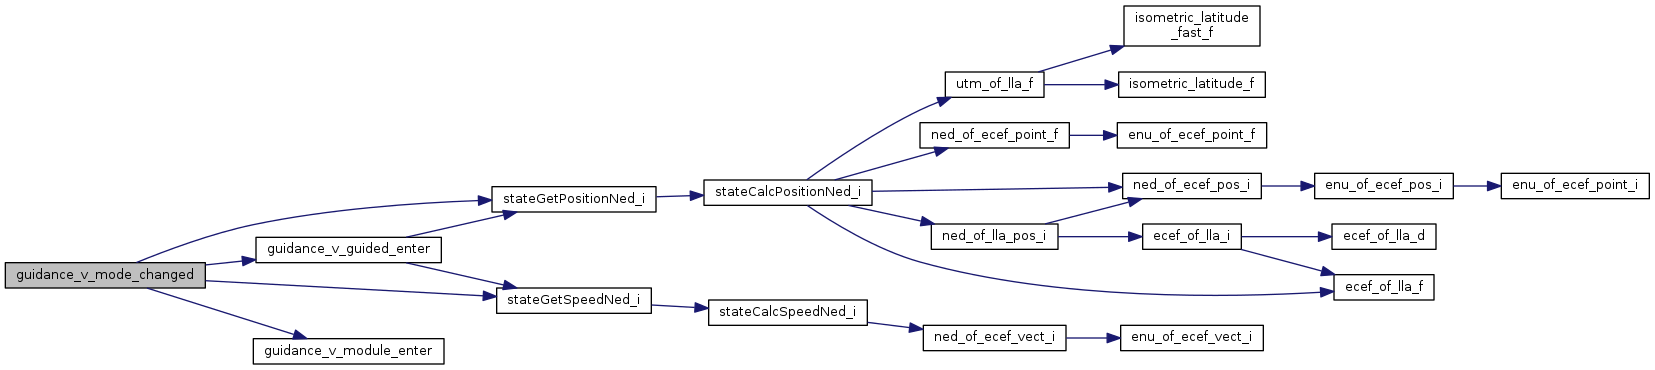 isometric_latitude
_fast_f
utm_of_lla_f
isometric_latitude_f
ned_of_ecef_point_f
enu_of_ecef_point_f
stateGetPositionNed_i
stateCalcPositionNed_i
ned_of_ecef_pos_i
enu_of_ecef_pos_i
enu_of_ecef_point_i
guidance_v_guided_enter
ned_of_lla_pos_i
ecef_of_lla_i
ecef_of_lla_d
guidance_v_mode_changed
ecef_of_lla_f
stateGetSpeedNed_i
stateCalcSpeedNed_i
ned_of_ecef_vect_i
enu_of_ecef_vect_i
guidance_v_module_enter